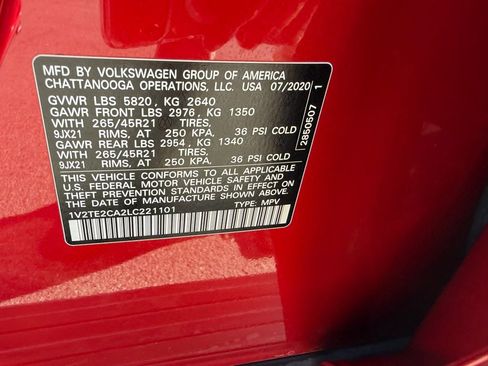 MFD BY VOLKSWAGEN GROUP OF AMERICA
CHATTANOOGA OPERATIONS, LLC. USA 07/2020 1
GVWR LBS 5820, KG 2640
GAWR FRONT LBS 2976, KG 1350
WITH 265/45R21 TIRES,
9JX21 RIMS, AT 250 KPA, 36 PSI COLD
GAWR REAR LBS 2954, KG 1340
WITH 265/45R21 TIRES,
9JX21 RIMS, AT 250 KPA, 36 PSI COLD
THIS VEHICLE CONFORMS TO ALL APPLICABLE
U.S. FEDERAL MOTOR VEHICLE SAFETY AND
THEFT PREVENTION STANDARDS IN EFFECT ON
THE DATE OF MANUFACTURE SHOWN ABOVE.
1V2TE2CA2LC221101 TYPE: MPV
2850507